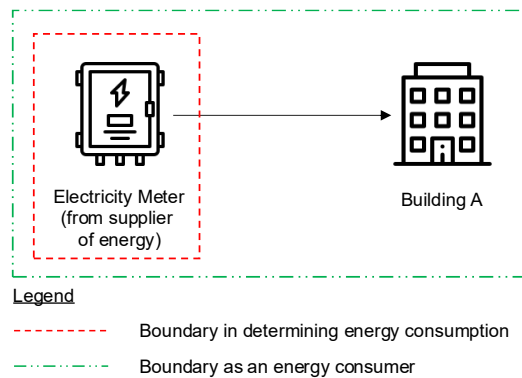 Electricity Meter
(from supplier
of energy)
Building A
Legend
Boundary in determining energy consumption
Boundary as an energy consumer